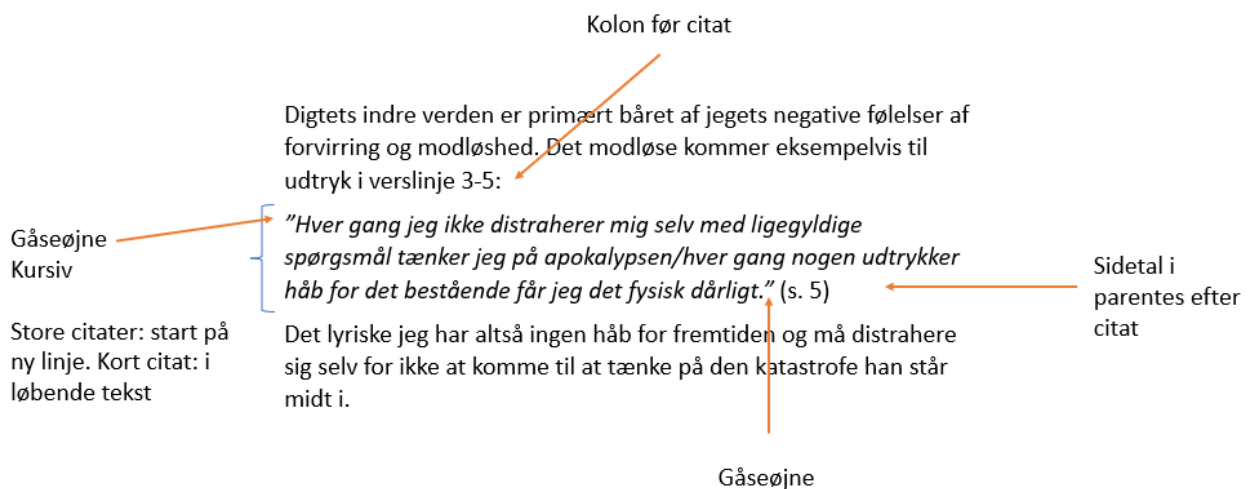 Kolon før citat
Digtets indre verden er primært båret af jegets negative følelser af
forvirring og modløshed. Det modløse kommer eksempelvis til
udtryk i verslinje 3-5:
Gåseøjne
Kursiv
”Hver gang jeg ikke distraherer mig selv med ligegyldige
spørgsmål tænker jeg på apokalypsen/hver gang nogen udtrykker
håb for det bestående får jeg det fysisk dårligt.” (s. 5)
Sidetal i
parentes efter
citat
Store citater: start på
ny linje. Kort citat: i
løbende tekst
Det lyriske jeg har altså ingen håb for fremtiden og må distrahere
sig selv for ikke at komme til at tænke på den katastrofe han står
midt i.
Gåseøjne